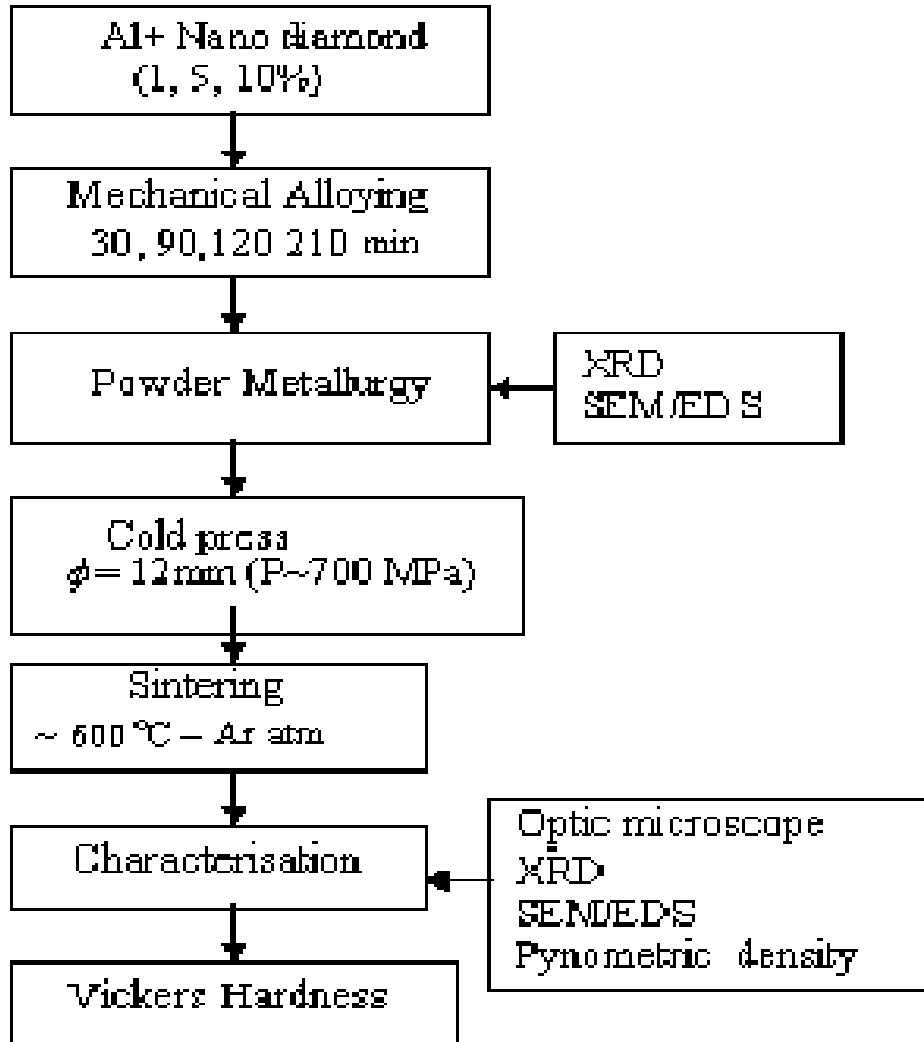 Al+ Nano diamond
(1, 5, 10%)
Mechanical Alloying
30, 90,120 210 min
Powder Metallurgy
XRD
SEM/EDS
Cold press
ϕ= 12mm (P~700 MPa)
Sintering
~ 600 °C – Ar atm
Characterisation
Optic microscope
XRD
SEM/EDS
Pynometric density
Vickers Hardness